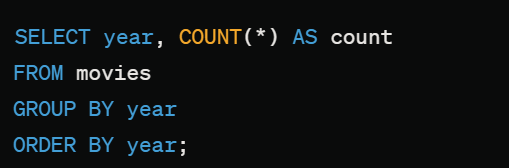 SELECT year, COUNT(*) AS count
FROM movies
GROUP BY year
ORDER BY year;